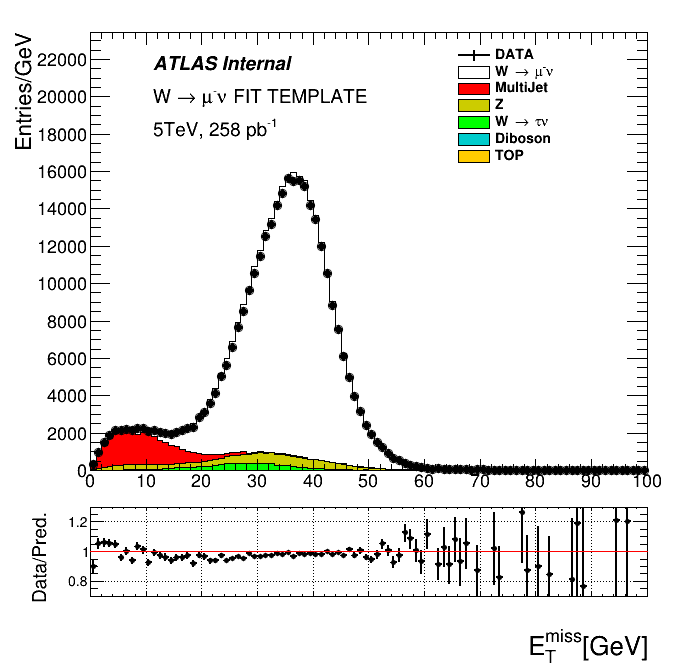 Entries/GeV
22000
20000
18000
16000
14000
12000
10000
8000
6000
4000
2000
0
ATLAS Internal
W → μ⁻ν FIT TEMPLATE
5TeV, 258 pb⁻¹
DATA
W → μ⁻ν
MultiJet
Z
W → τν
Diboson
TOP
0 10 20 30 40 50 60 70 80 90 100
Data/Pred.
1.2
1
0.8
E_T^miss[GeV]